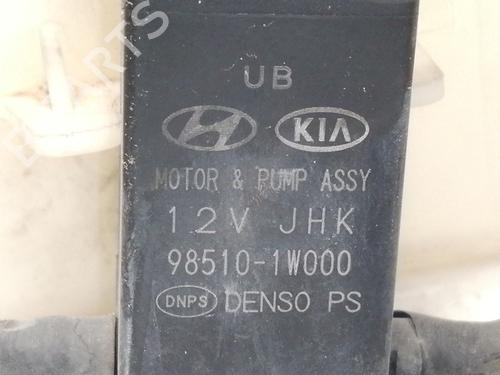 UB
KIA
MOTOR & PUMP ASSY
12V JHK
98510-1W000
DNPS DENSO PS